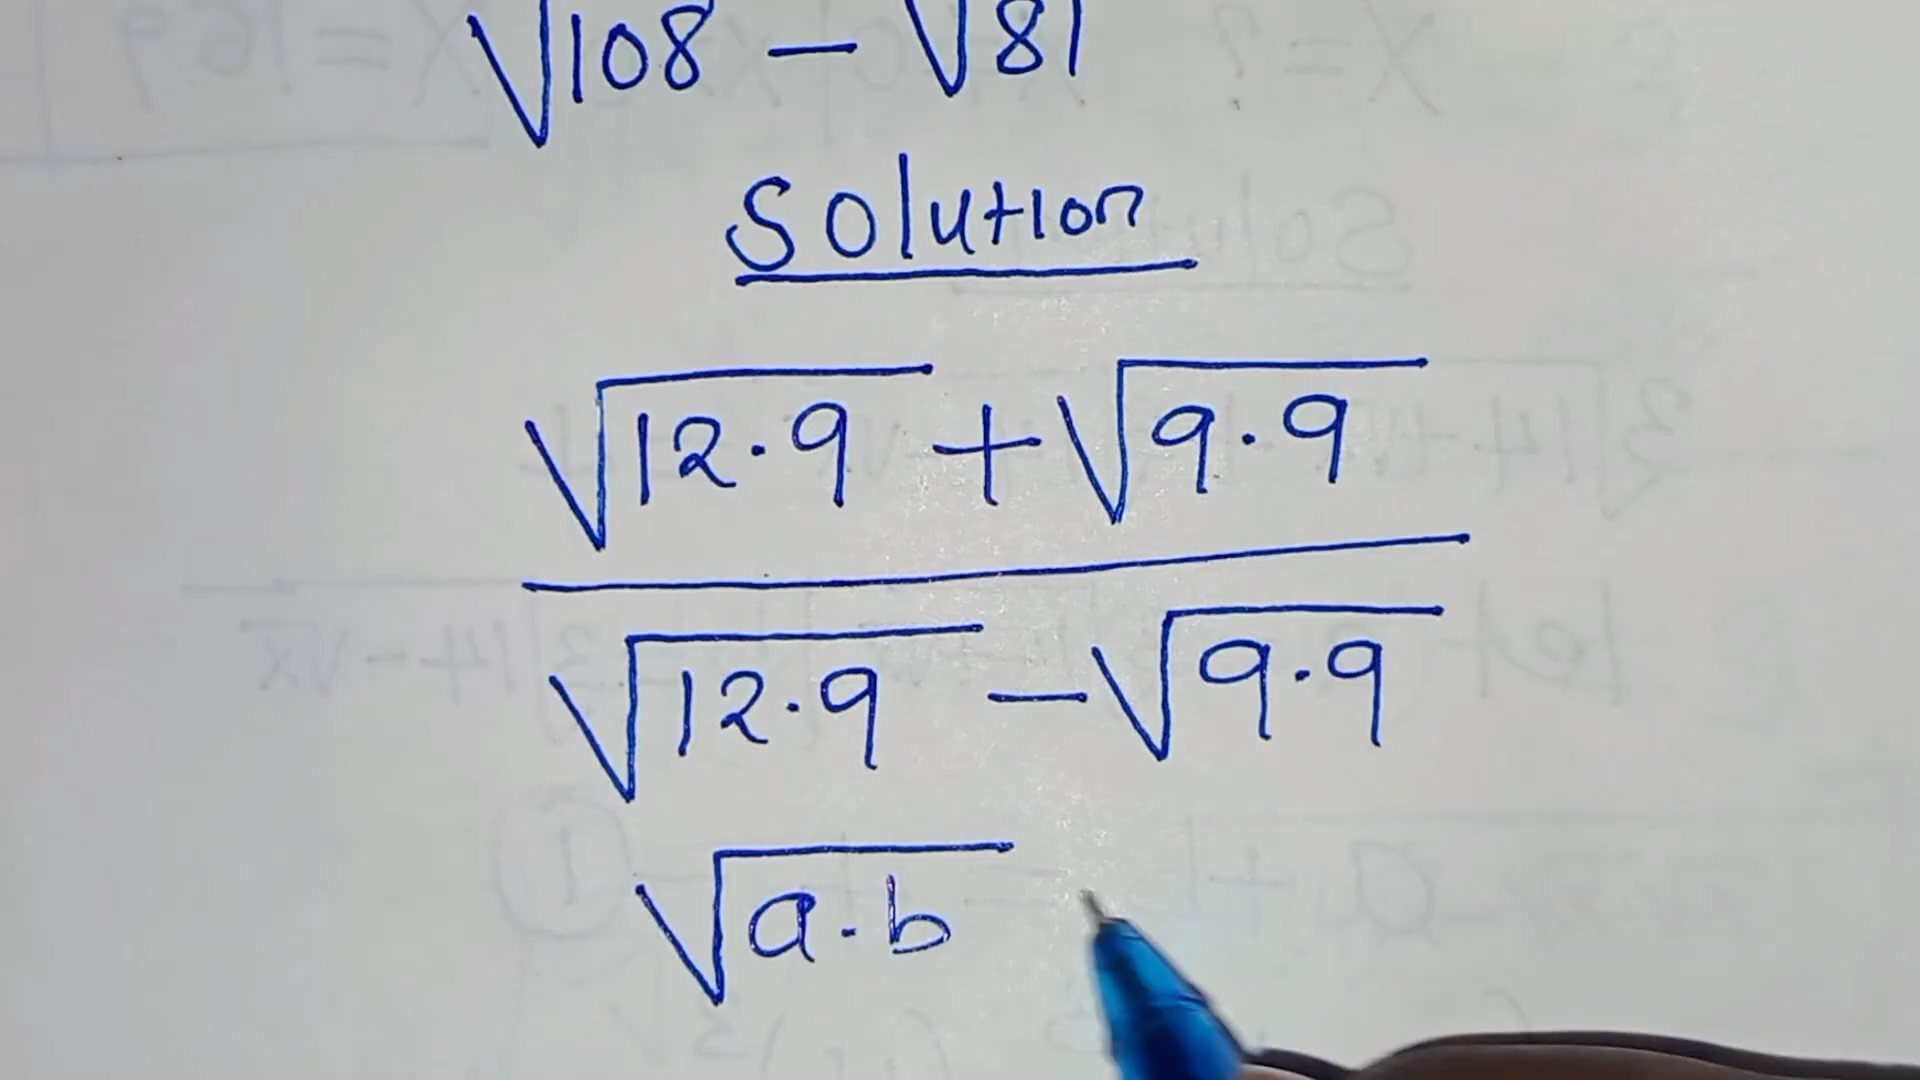 √108 − √81
Solution
√12·9 + √9·9
√12·9 − √9·9
√a·b